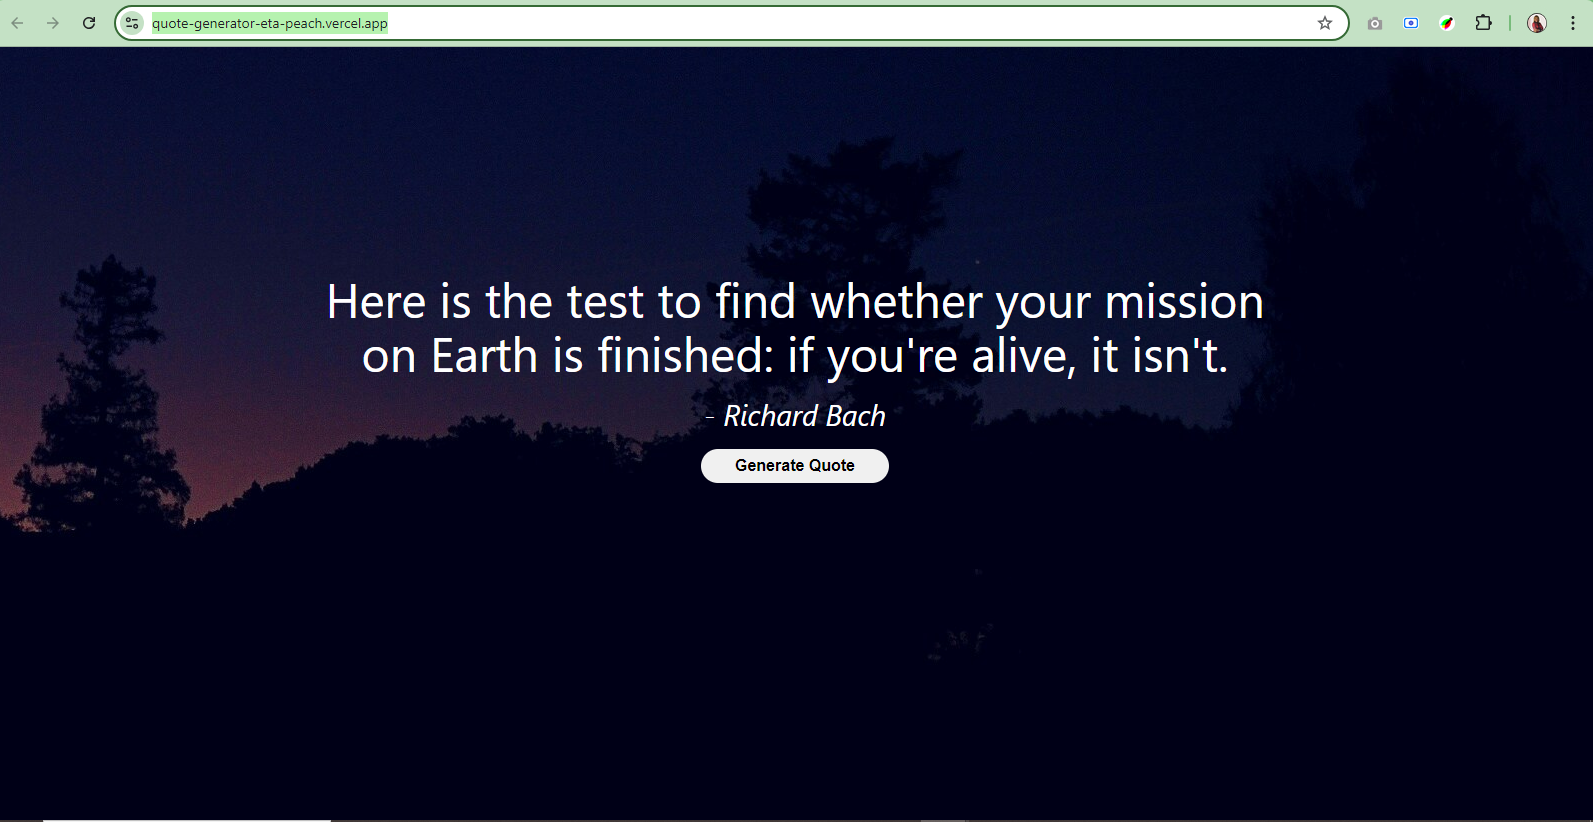 quote-generator-eta-peach.vercel.app
Here is the test to find whether your mission
on Earth is finished: if you're alive, it isn't.
- Richard Bach
Generate Quote